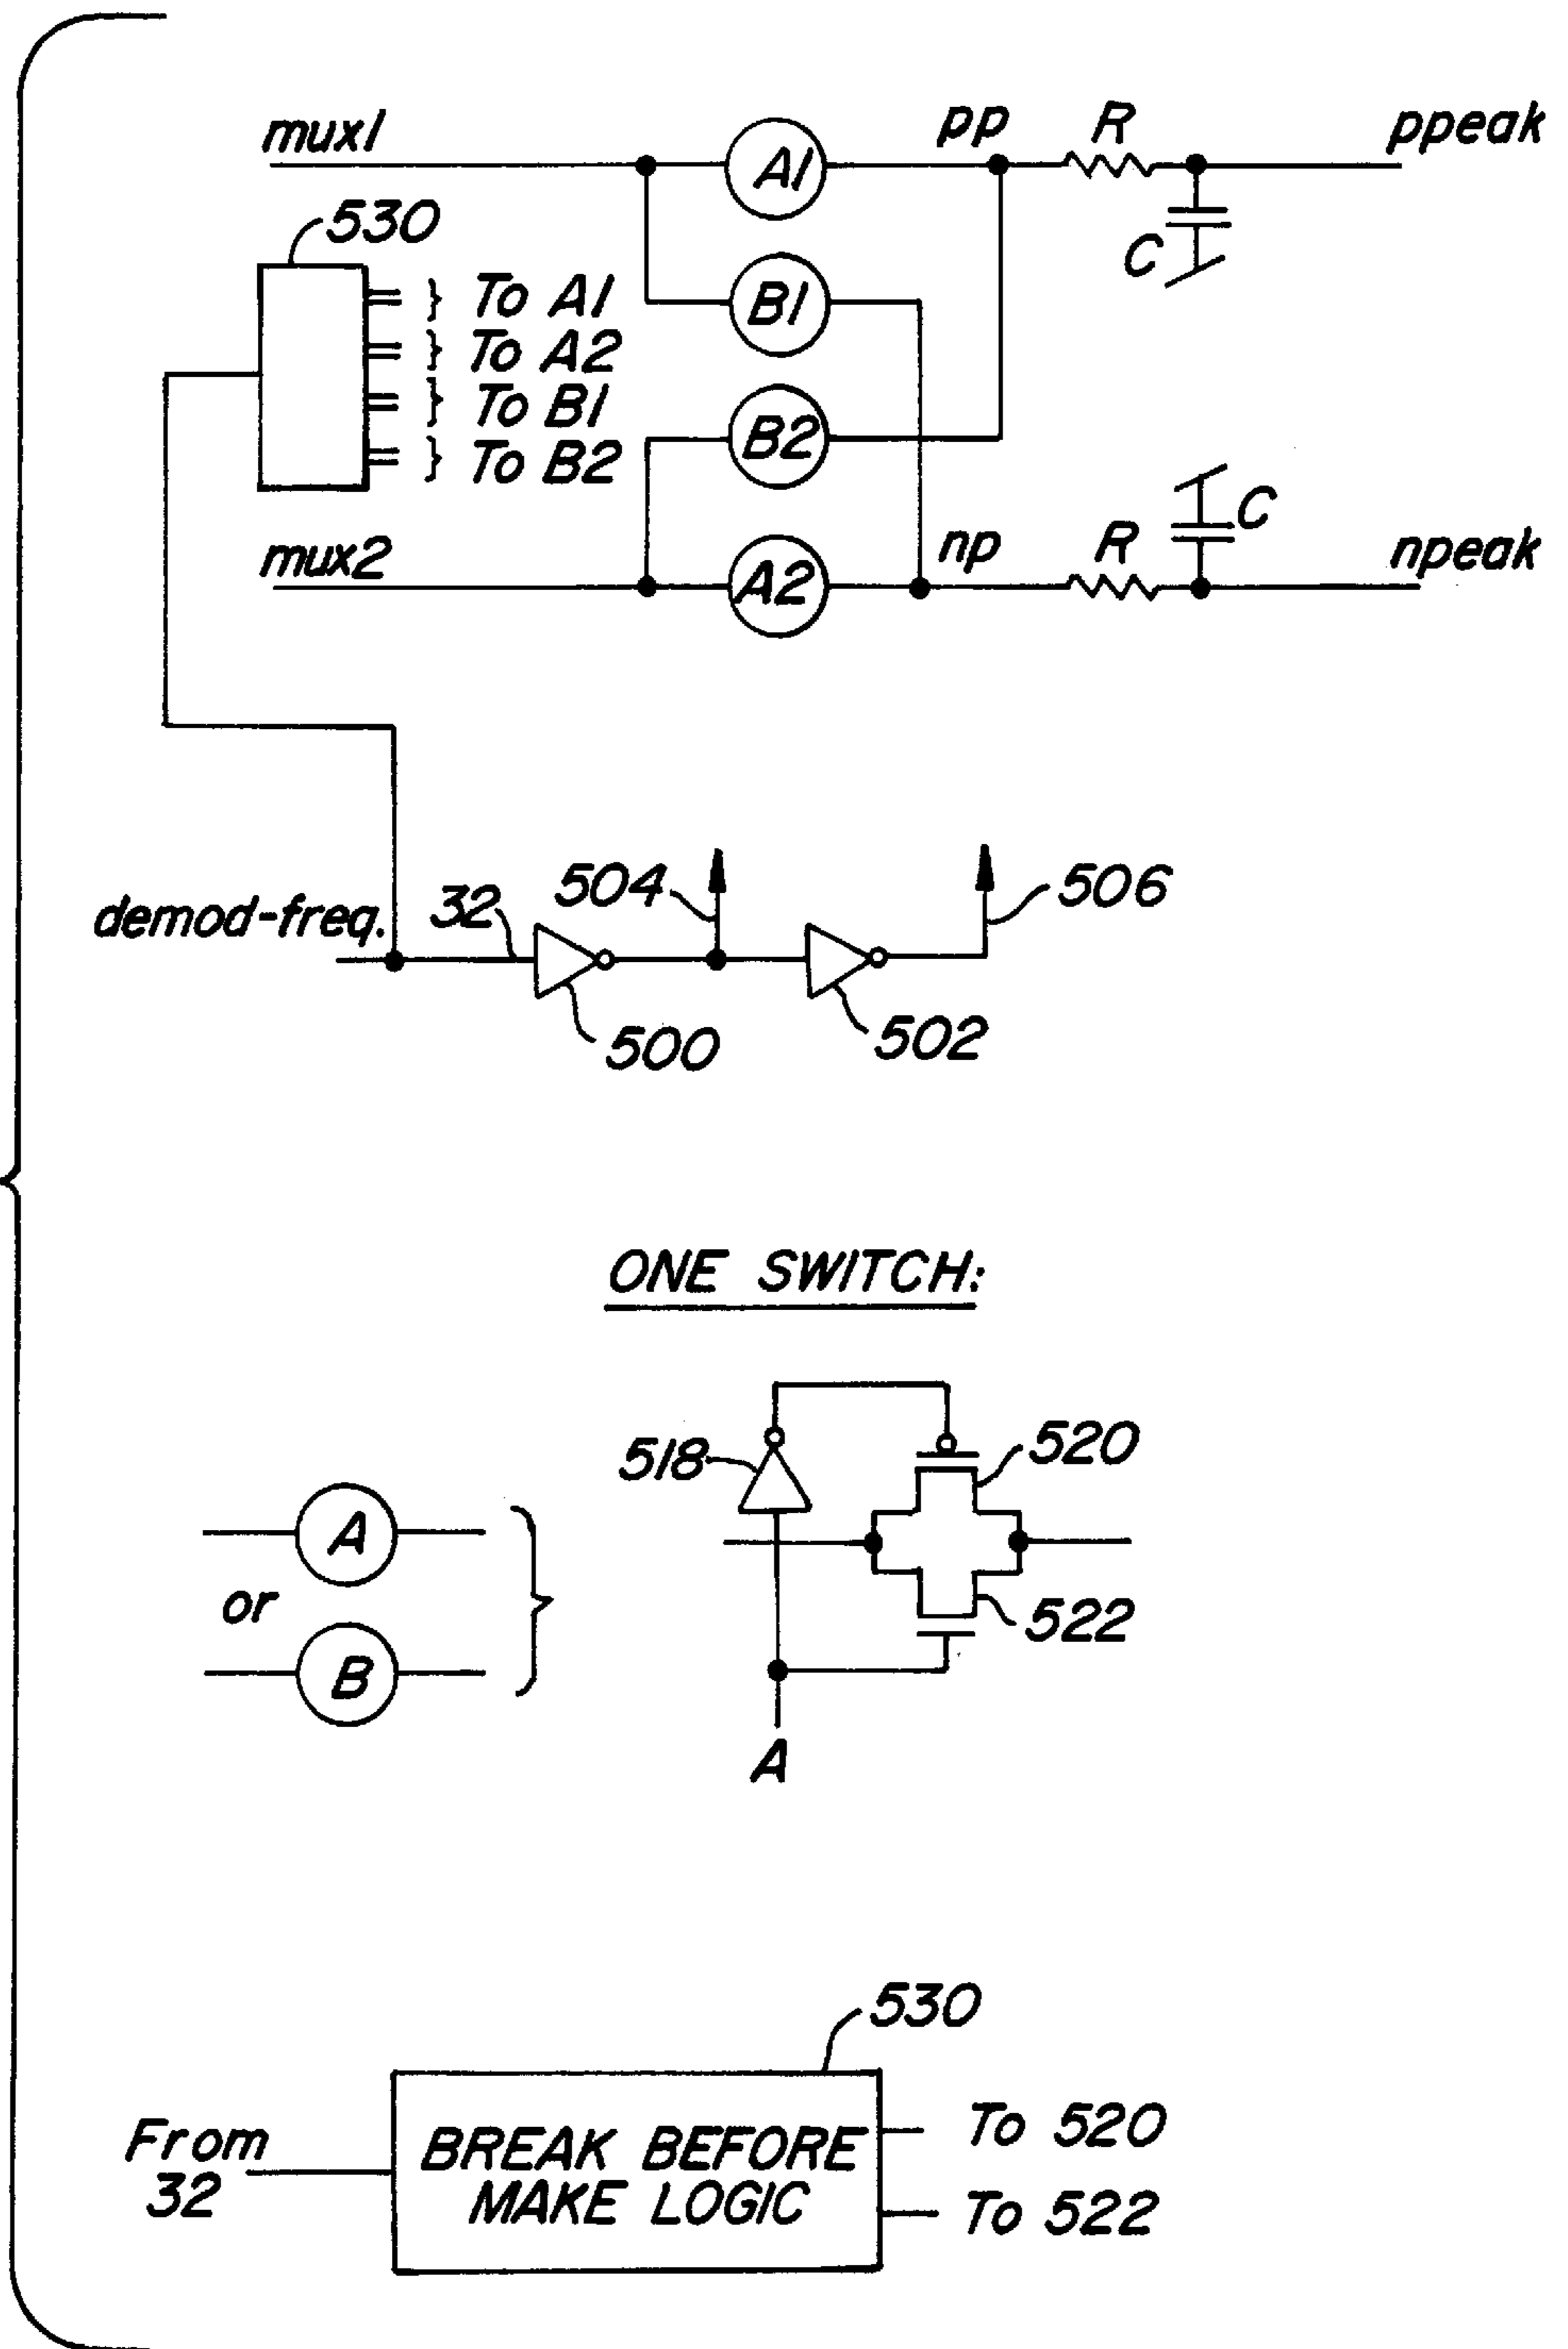 mux1
pp
R
ppeak
530
A1
C
To A1
B1
To A2
To B1
B2
To B2
C
mux2
A2
np
R
npeak
demod-freq.
32
504
506
500
502
ONE SWITCH:
518
520
A
or
522
B
A
530
From
32
BREAK BEFORE
MAKE LOGIC
To 520
To 522